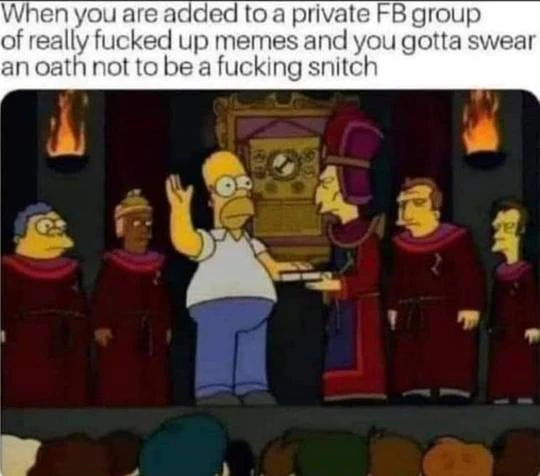 When you are added to a private FB group
of really fucked up memes and you gotta swear
an oath not to be a fucking snitch